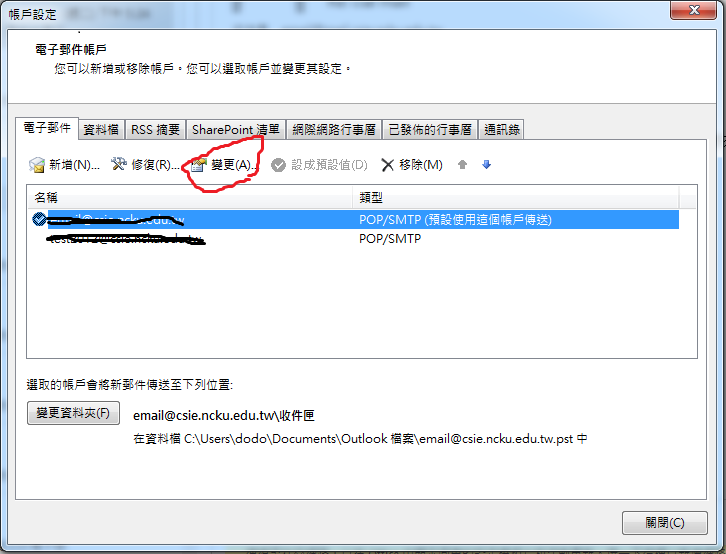 帳戶設定
電子郵件帳戶
您可以新增或移除帳戶。您可以選取帳戶並變更其設定。
電子郵件 資料檔 RSS 摘要 SharePoint 清單 網際網路行事曆 已發佈的行事曆 通訊錄
新增(N)... 修復(R)... 變更(A)... 設成預設值(D) 移除(M)
名稱 類型
POP/SMTP (預設使用這個帳戶傳送)
POP/SMTP
選取的帳戶會將新郵件傳送至下列位置:
變更資料夾(F) email@csie.ncku.edu.tw\收件匣
在資料檔 C:\Users\dodo\Documents\Outlook 檔案\email@csie.ncku.edu.tw.pst 中
關閉(C)